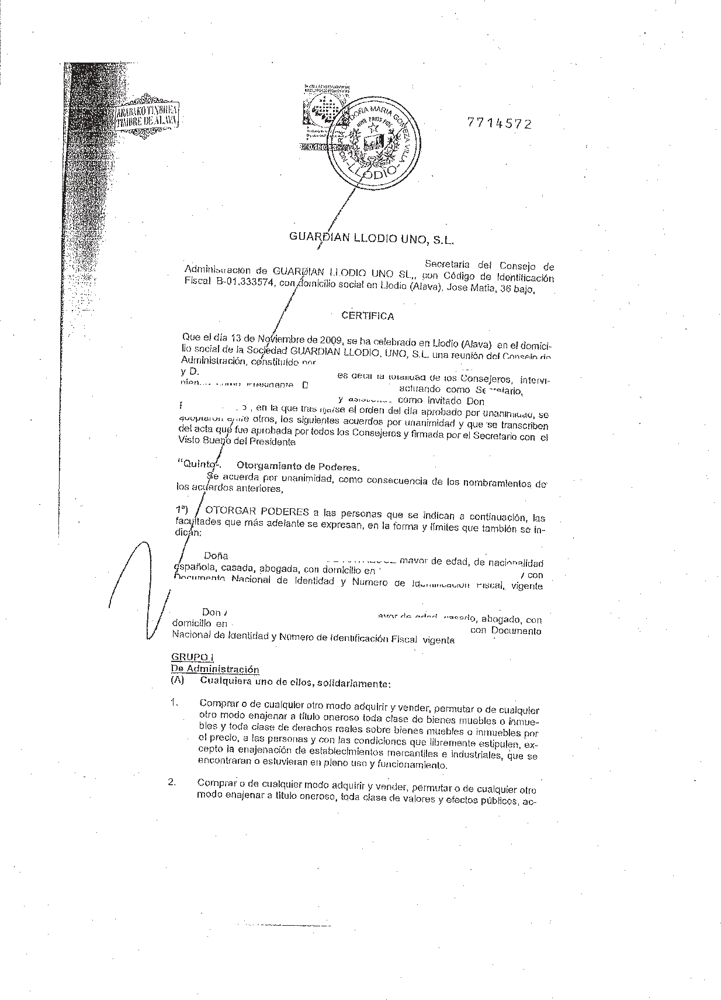 ARABAKO TINBREA
TIMBRE DE ALAVA
DOÑA MARIA GOMEZA VILLA
NIHIL PRIUS FIDE
LLODIO
7714572
GUARDIAN LLODIO UNO, S.L.
Secretaria del Consejo de
Administración de GUARDIAN LLODIO UNO SL., con Código de Identificación
Fiscal B-01.333574, con domicilio social en Llodio (Alava), Jose Matia, 36 bajo,
CERTIFICA
Que el día 13 de Noviembre de 2009, se ha celebrado en Llodio (Alava) en el domici-
lio social de la Sociedad GUARDIAN LLODIO, UNO, S.L. una reunión del Consejo de
Administración, constituido por
y D. es decir la totalidad de los Consejeros, intervi-
Presidente D actuando como Secretario,
y como invitado Don
, en la que tras fijarse el orden del día aprobado por unanimidad, se
adoptaron entre otros, los siguientes acuerdos por unanimidad y que se transcriben
del acta que fue aprobada por todos los Consejeros y firmada por el Secretario con el
Visto Bueno del Presidente
"Quinto.- Otorgamiento de Poderes.
Se acuerda por unanimidad, como consecuencia de los nombramientos de
los acuerdos anteriores,
1º) OTORGAR PODERES a las personas que se indican a continuación, las
facultades que más adelante se expresan, en la forma y límites que también se in-
dican:
Doña mayor de edad, de nacionalidad
española, casada, abogada, con domicilio en
con
Documento Nacional de Identidad y Numero de Identificación Fiscal, vigente
Don mayor de edad, casado, abogado, con
domicilio en con Documento
Nacional de Identidad y Número de Identificación Fiscal vigente
GRUPO I
De Administración
(A) Cualquiera uno de ellos, solidariamente:
1. Comprar o de cualquier otro modo adquirir y vender, permutar o de cualquier
otro modo enajenar a título oneroso toda clase de bienes muebles o inmue-
bles y toda clase de derechos reales sobre bienes muebles o inmuebles por
el precio, a las personas y con las condiciones que libremente estipulen, ex-
cepto la enajenación de establecimientos mercantiles e industriales, que se
encontraran o estuvieran en pleno uso y funcionamiento.
2. Comprar o de cualquier modo adquirir y vender, permutar o de cualquier otro
modo enajenar a título oneroso, toda clase de valores y efectos públicos, ac-